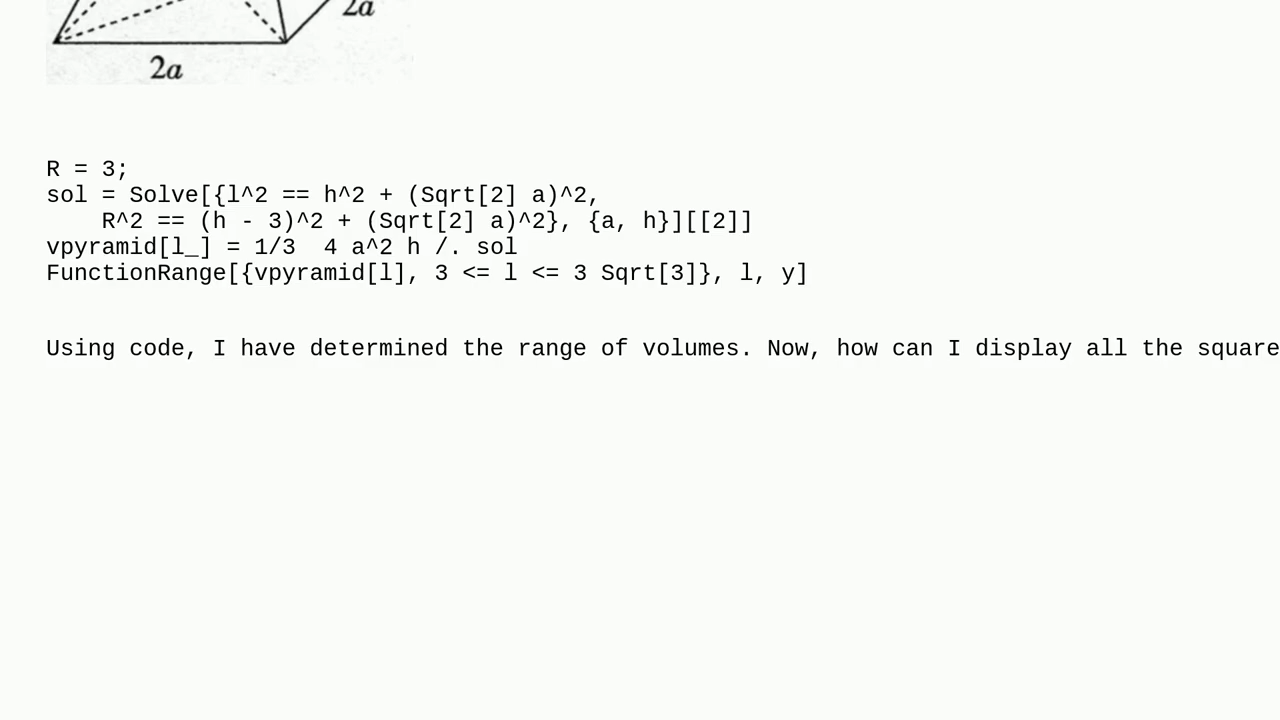 2a
2a
R = 3;
sol = Solve[{l^2 == h^2 + (Sqrt[2] a)^2,
    R^2 == (h - 3)^2 + (Sqrt[2] a)^2}, {a, h}][[2]]
vpyramid[l_] = 1/3  4 a^2 h /. sol
FunctionRange[{vpyramid[l], 3 <= l <= 3 Sqrt[3]}, l, y]
Using code, I have determined the range of volumes. Now, how can I display all the square